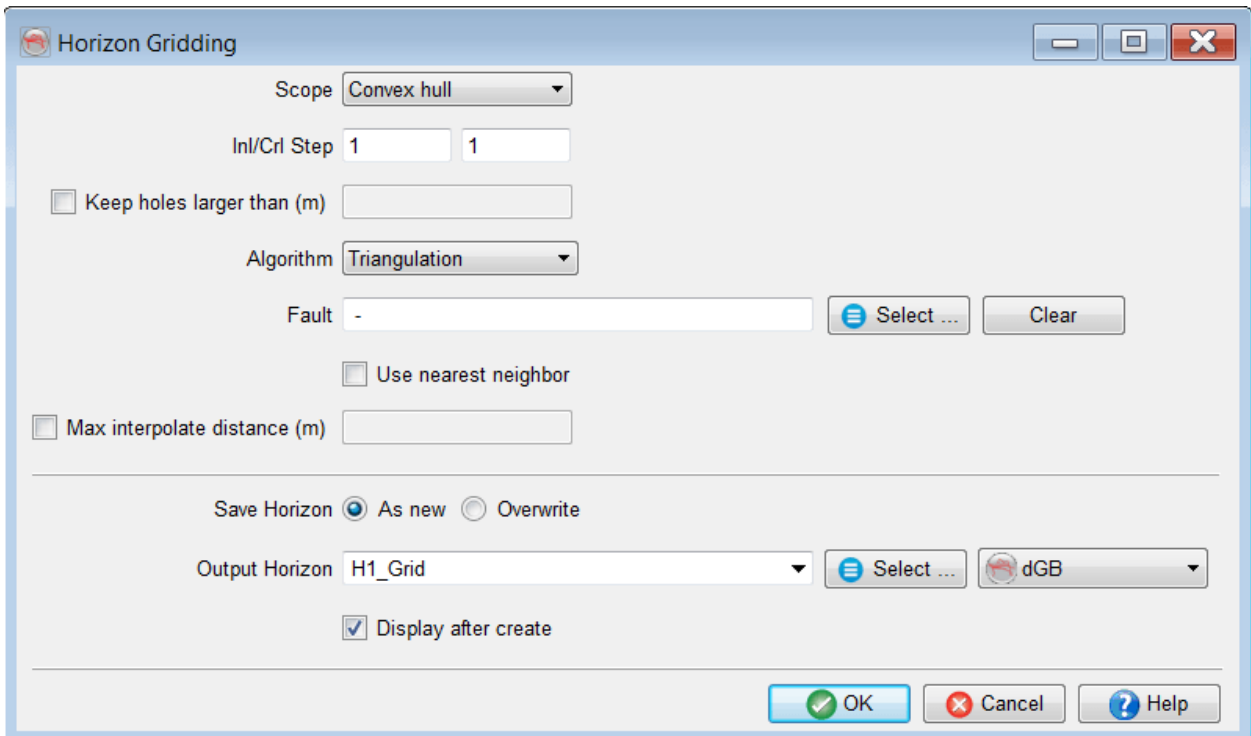 Horizon Gridding
Scope Convex hull
Inl/Crl Step 1 1
Keep holes larger than (m)
Algorithm Triangulation
Fault - Select ... Clear
Use nearest neighbor
Max interpolate distance (m)
Save Horizon As new Overwrite
Output Horizon H1_Grid Select ... dGB
Display after create
OK Cancel Help